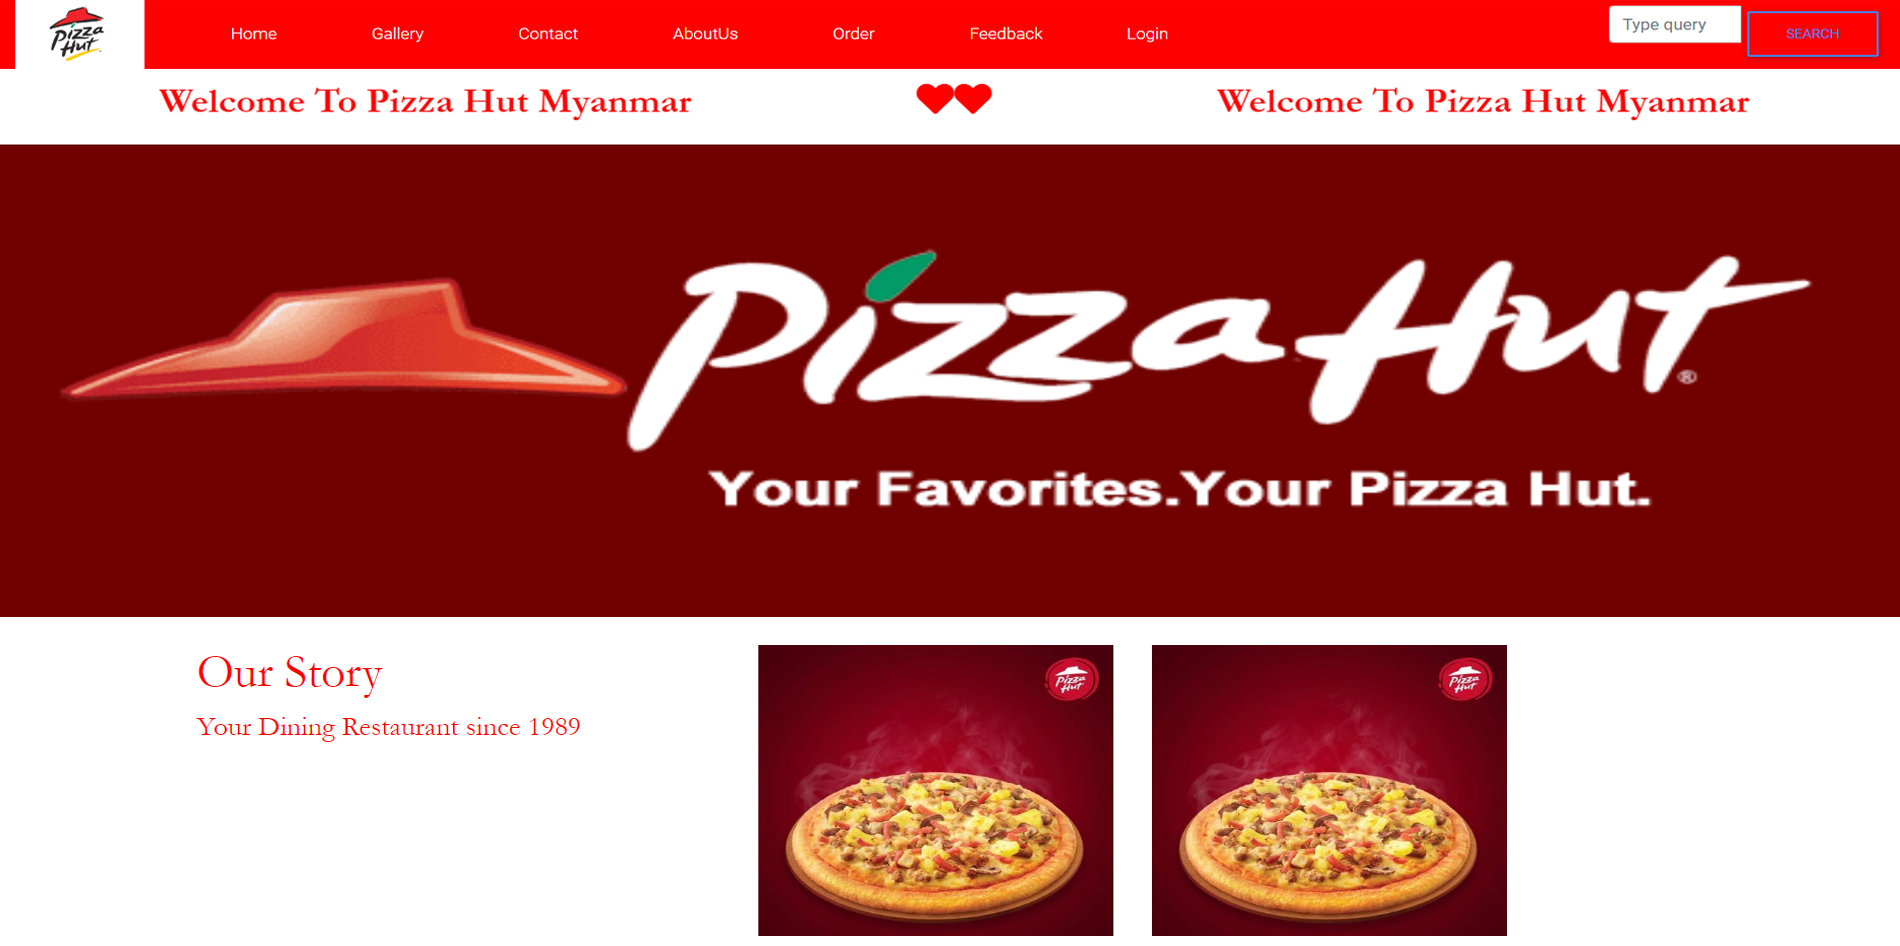 Pizza
Hut
Home Gallery Contact AboutUs Order Feedback Login Type query SEARCH
Welcome To Pizza Hut Myanmar Welcome To Pizza Hut Myanmar
Pizza Hut®
Your Favorites.Your Pizza Hut.
Our Story
Your Dining Restaurant since 1989
Pizza
Hut
Pizza
Hut